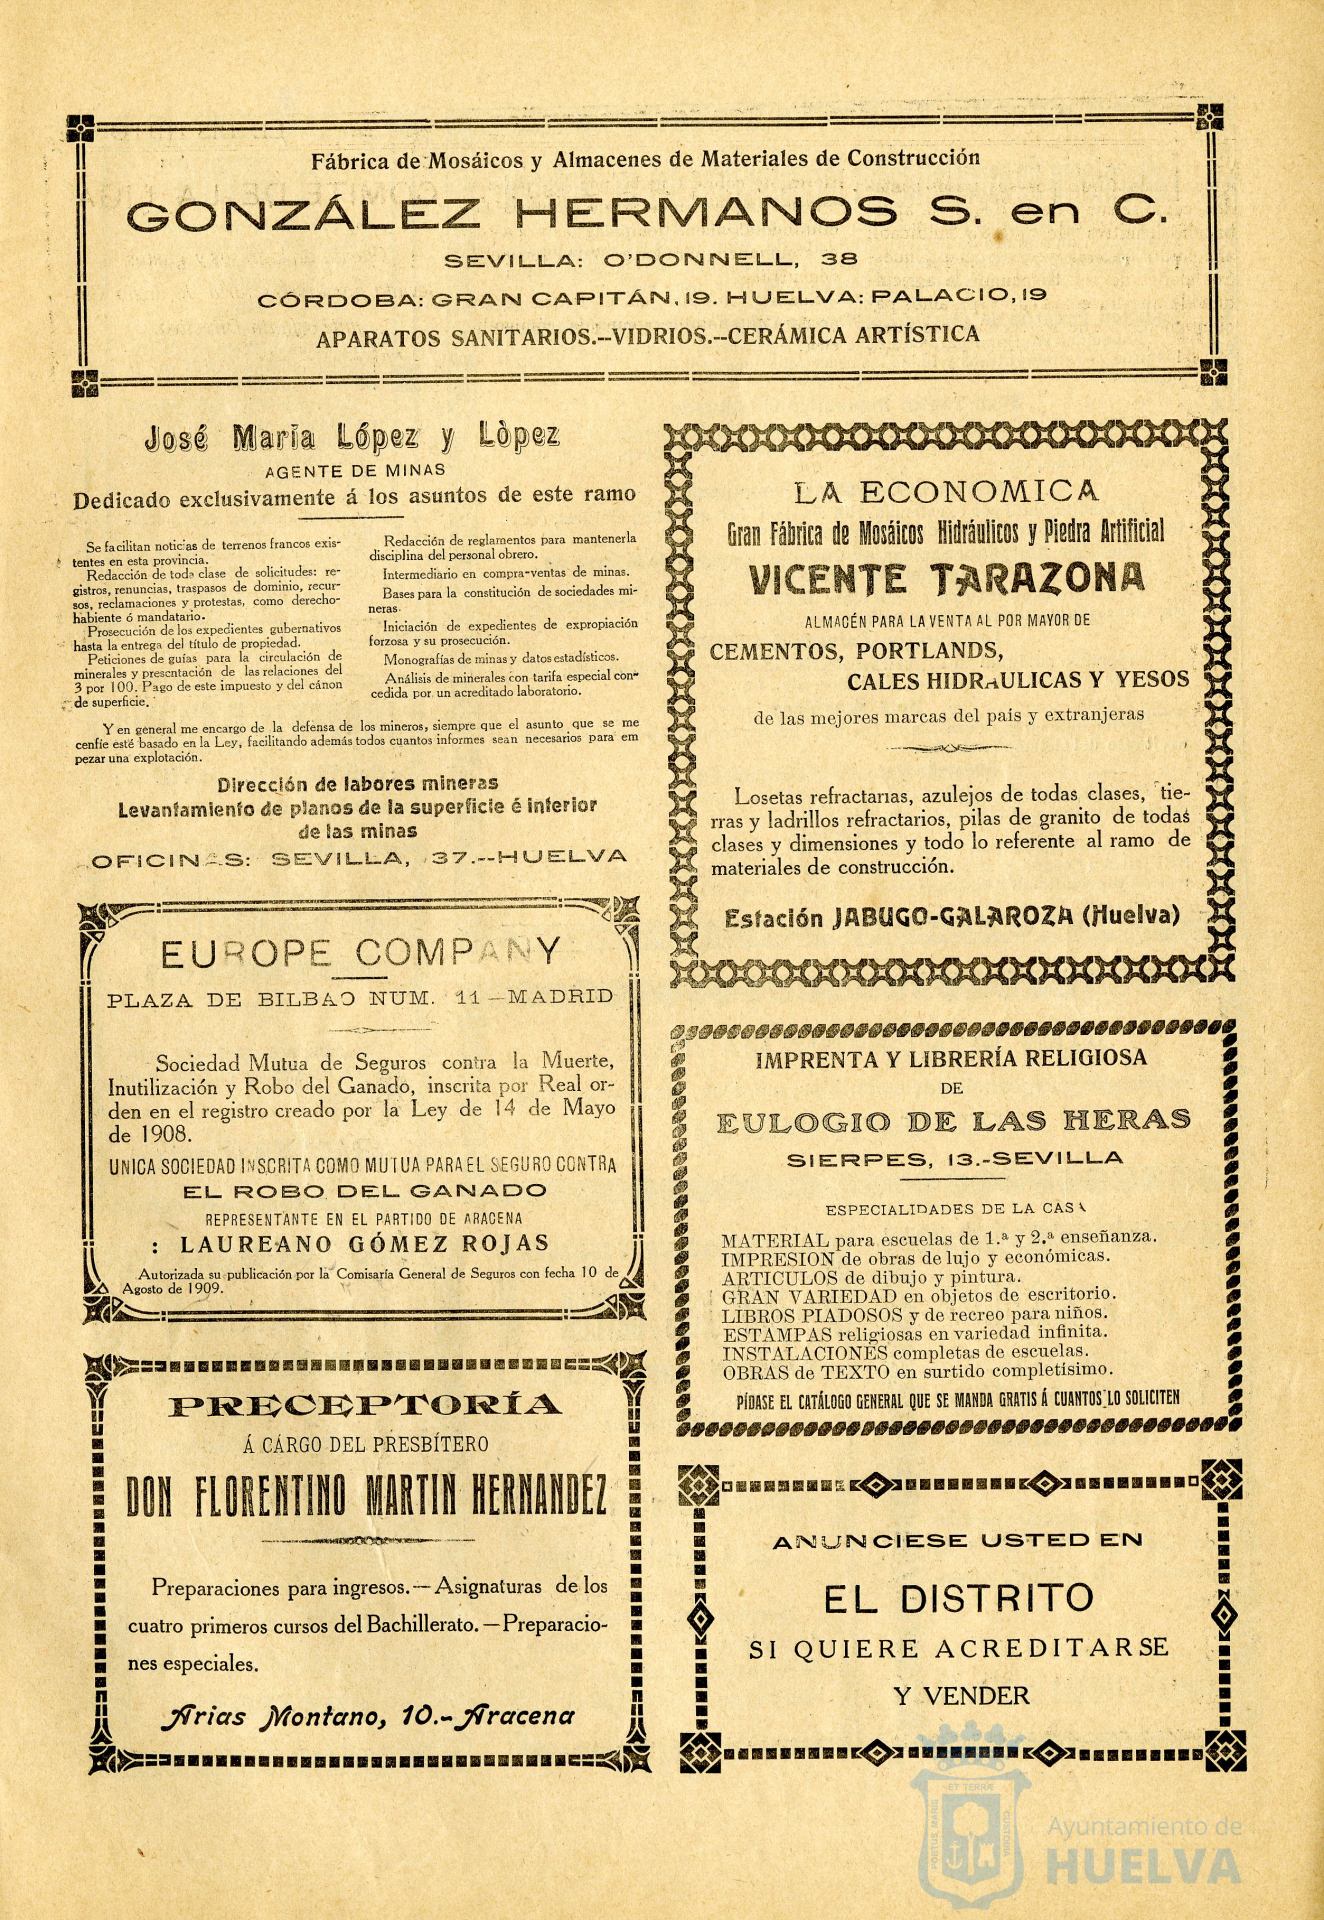 Fábrica de Mosáicos y Almacenes de Materiales de Construcción
GONZÁLEZ HERMANOS S. en C.
SEVILLA: O'DONNELL, 38
CÓRDOBA: GRAN CAPITÁN, 19. HUELVA: PALACIO, 19
APARATOS SANITARIOS.--VIDRIOS.--CERÁMICA ARTÍSTICA
José María López y Lòpez
AGENTE DE MINAS
Dedicado exclusivamente á los asuntos de este ramo
Se facilitan noticias de terrenos francos exis-
tentes en esta provincia.
Redacción de toda clase de solicitudes: re-
gistros, renuncias, traspasos de dominio, recur-
sos, reclamaciones y protestas, como derecho-
habiente ó mandatario.
Prosecución de los expedientes gubernativos
hasta la entrega del título de propiedad.
Peticiones de guías para la circulación de
minerales y presentación de las relaciones del
3 por 100. Pago de este impuesto y del cánon
de superficie.
Redacción de reglamentos para mantenerla
disciplina del personal obrero.
Intermediario en compra-ventas de minas.
Bases para la constitución de sociedades mi-
neras.
Iniciación de expedientes de expropiación
forzosa y su prosecución.
Monografías de minas y datos estadísticos.
Análisis de minerales con tarifa especial con-
cedida por un acreditado laboratorio.
Y en general me encargo de la defensa de los mineros, siempre que el asunto que se me
cenfie esté basado en la Ley, facilitando además todos cuantos informes sean necesarios para em
pezar una explotación.
Dirección de labores mineras
Levantamiento de planos de la superficie é interior
de las minas
OFICINAS: SEVILLA, 37.--HUELVA
EUROPE COMPANY
PLAZA DE BILBAO NUM. 11—MADRID
Sociedad Mutua de Seguros contra la Muerte,
Inutilización y Robo del Ganado, inscrita por Real or-
den en el registro creado por la Ley de 14 de Mayo
de 1908.
UNICA SOCIEDAD INSCRITA COMO MUTUA PARA EL SEGURO CONTRA
EL ROBO DEL GANADO
REPRESENTANTE EN EL PARTIDO DE ARACENA
: LAUREANO GÓMEZ ROJAS
Autorizada su publicación por la Comisaría General de Seguros con fecha 10 de
Agosto de 1909.
PRECEPTORÍA
Á CARGO DEL PRESBÍTERO
DON FLORENTINO MARTIN HERNANDEZ
Preparaciones para ingresos.—Asignaturas de los
cuatro primeros cursos del Bachillerato.—Preparacio-
nes especiales.
Arias Montano, 10.-Aracena
LA ECONOMICA
Gran Fábrica de Mosáicos Hidráulicos y Piedra Artificial
VICENTE TARAZONA
ALMACÉN PARA LA VENTA AL POR MAYOR DE
CEMENTOS, PORTLANDS,
CALES HIDRAULICAS Y YESOS
de las mejores marcas del país y extranjeras
Losetas refractarias, azulejos de todas clases, tie-
rras y ladrillos refractarios, pilas de granito de todas
clases y dimensiones y todo lo referente al ramo de
materiales de construcción.
Estación JABUGO-GALAROZA (Huelva)
IMPRENTA Y LIBRERÍA RELIGIOSA
DE
EULOGIO DE LAS HERAS
SIERPES, 13.-SEVILLA
ESPECIALIDADES DE LA CASA
MATERIAL para escuelas de 1.ª y 2.ª enseñanza.
IMPRESION de obras de lujo y económicas.
ARTICULOS de dibujo y pintura.
GRAN VARIEDAD en objetos de escritorio.
LIBROS PIADOSOS y de recreo para niños.
ESTAMPAS religiosas en variedad infinita.
INSTALACIONES completas de escuelas.
OBRAS de TEXTO en surtido completísimo.
PÍDASE EL CATÁLOGO GENERAL QUE SE MANDA GRATIS Á CUANTOS LO SOLICITEN
ANUNCIESE USTED EN
EL DISTRITO
SI QUIERE ACREDITARSE
Y VENDER
PORTUS MARIS ET TERRÆ CUSTODIA
Ayuntamiento de
HUELVA